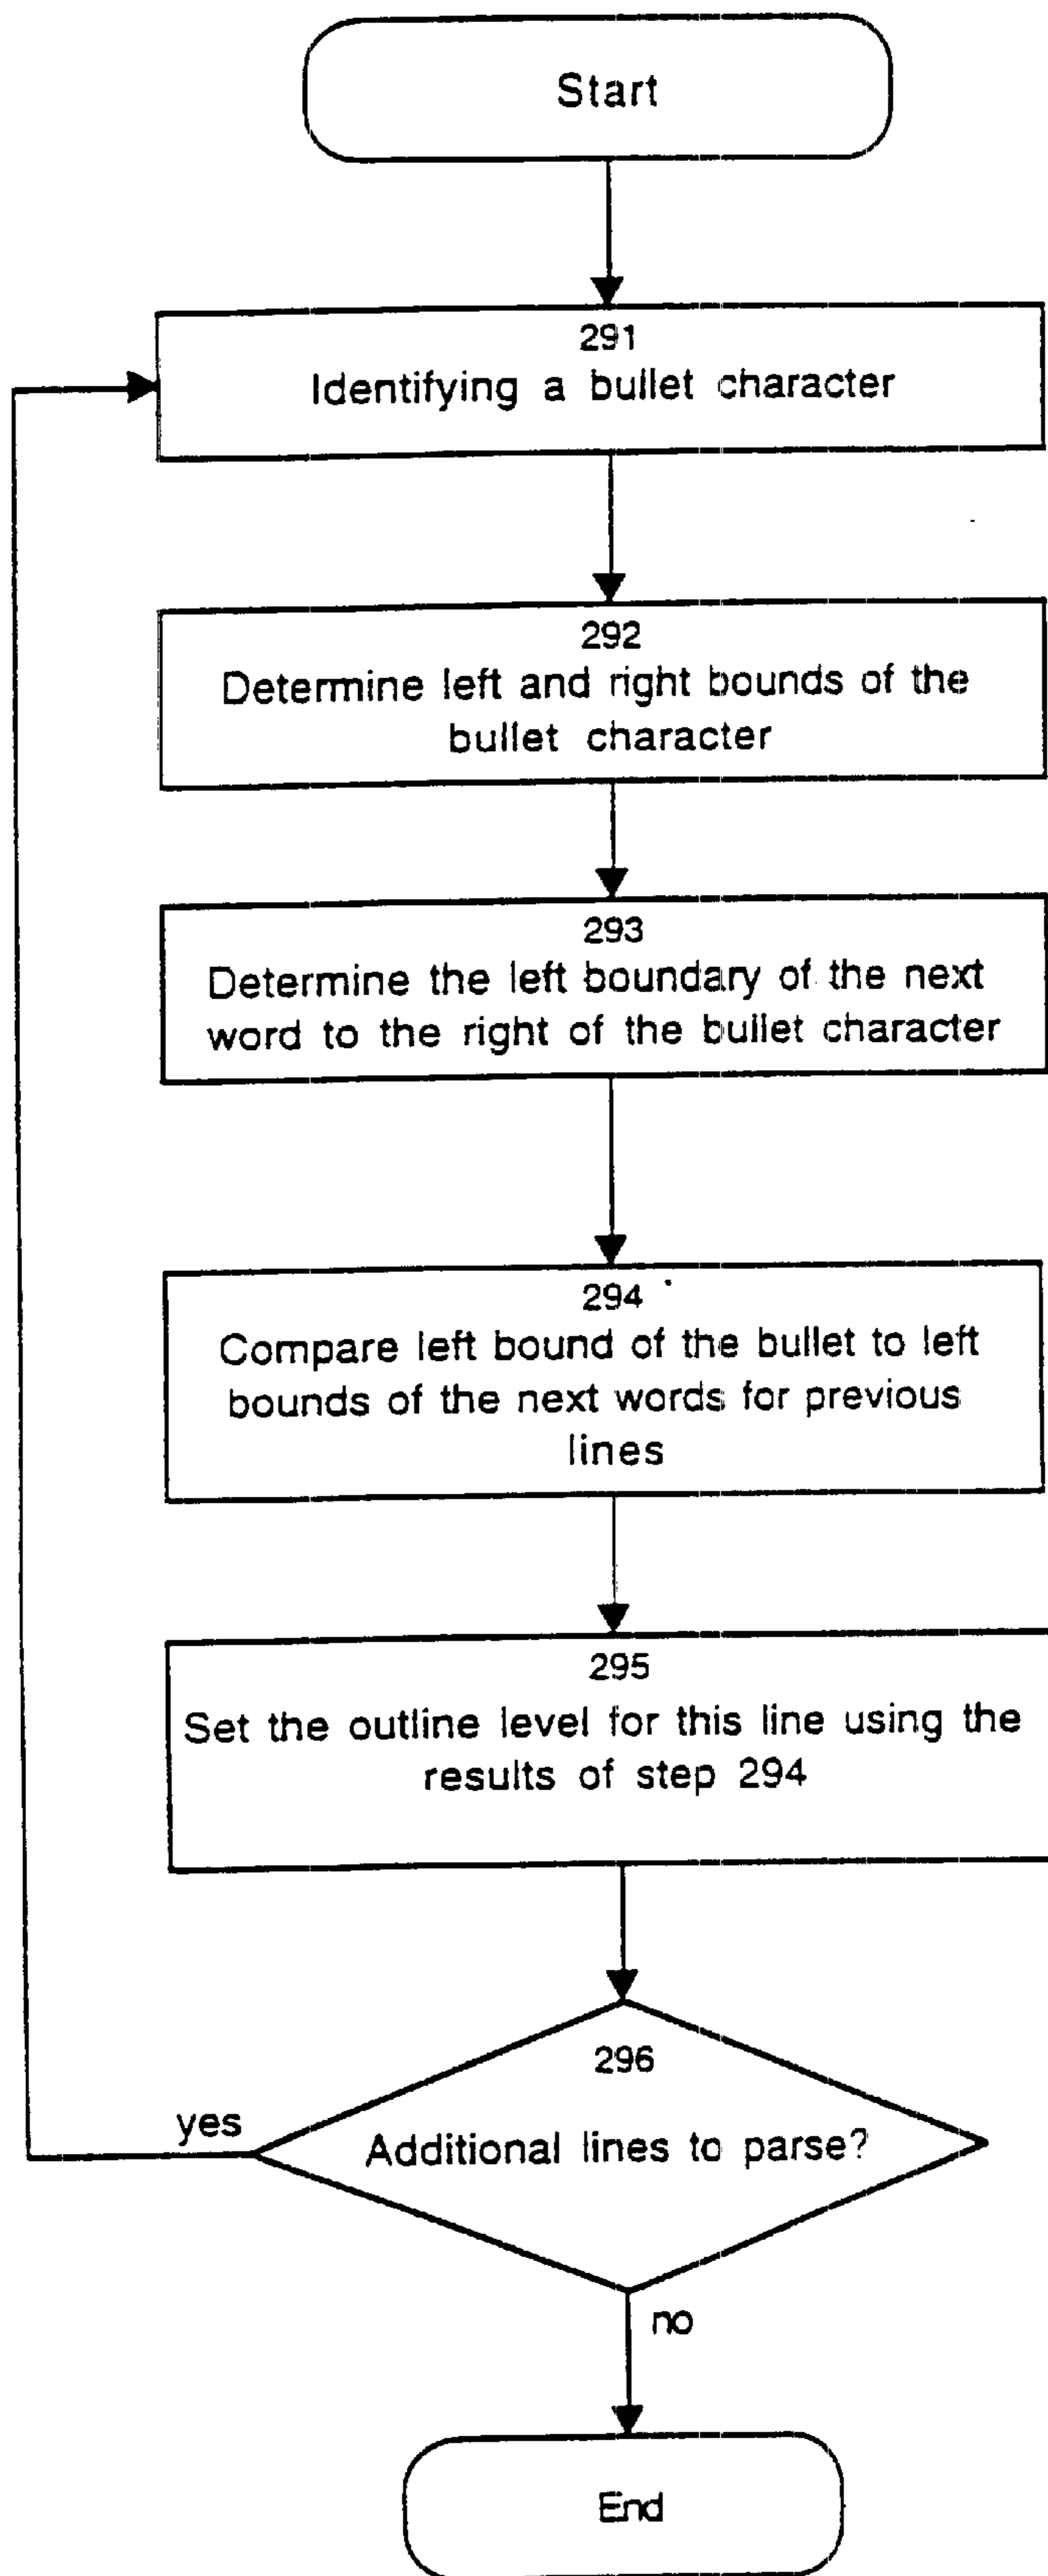 Start
291
Identifying a bullet character
292
Determine left and right bounds of the
bullet character
293
Determine the left boundary of the next
word to the right of the bullet character
294
Compare left bound of the bullet to left
bounds of the next words for previous
lines
295
Set the outline level for this line using the
results of step 294
296
yes
Additional lines to parse?
no
End